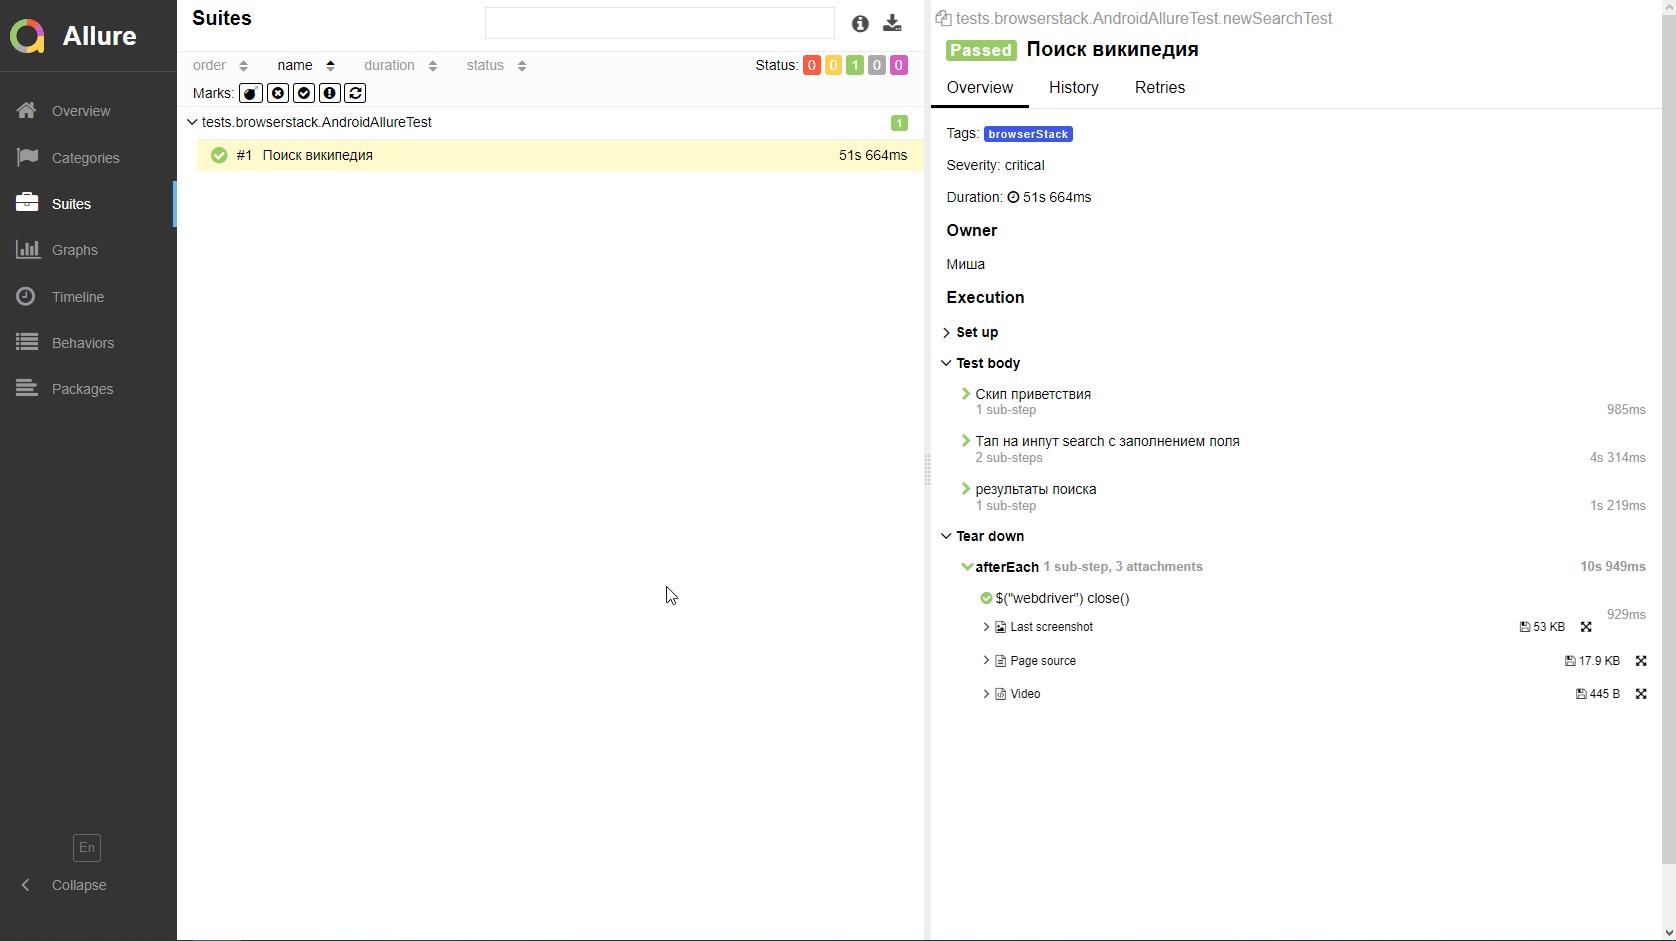 Allure
Overview
Categories
Suites
Graphs
Timeline
Behaviors
Packages
En
Collapse
Suites
order name duration status Status: 0 0 1 0 0
Marks:
tests.browserstack.AndroidAllureTest 1
#1 Поиск википедия 51s 664ms
tests.browserstack.AndroidAllureTest.newSearchTest
Passed Поиск википедия
Overview History Retries
Tags: browserStack
Severity: critical
Duration: 51s 664ms
Owner
Миша
Execution
Set up
Test body
Скип приветствия
1 sub-step 985ms
Тап на инпут search с заполнением поля
2 sub-steps 4s 314ms
результаты поиска
1 sub-step 1s 219ms
Tear down
afterEach 1 sub-step, 3 attachments 10s 949ms
$("webdriver") close()
929ms
Last screenshot 53 KB
Page source 17.9 KB
Video 445 B